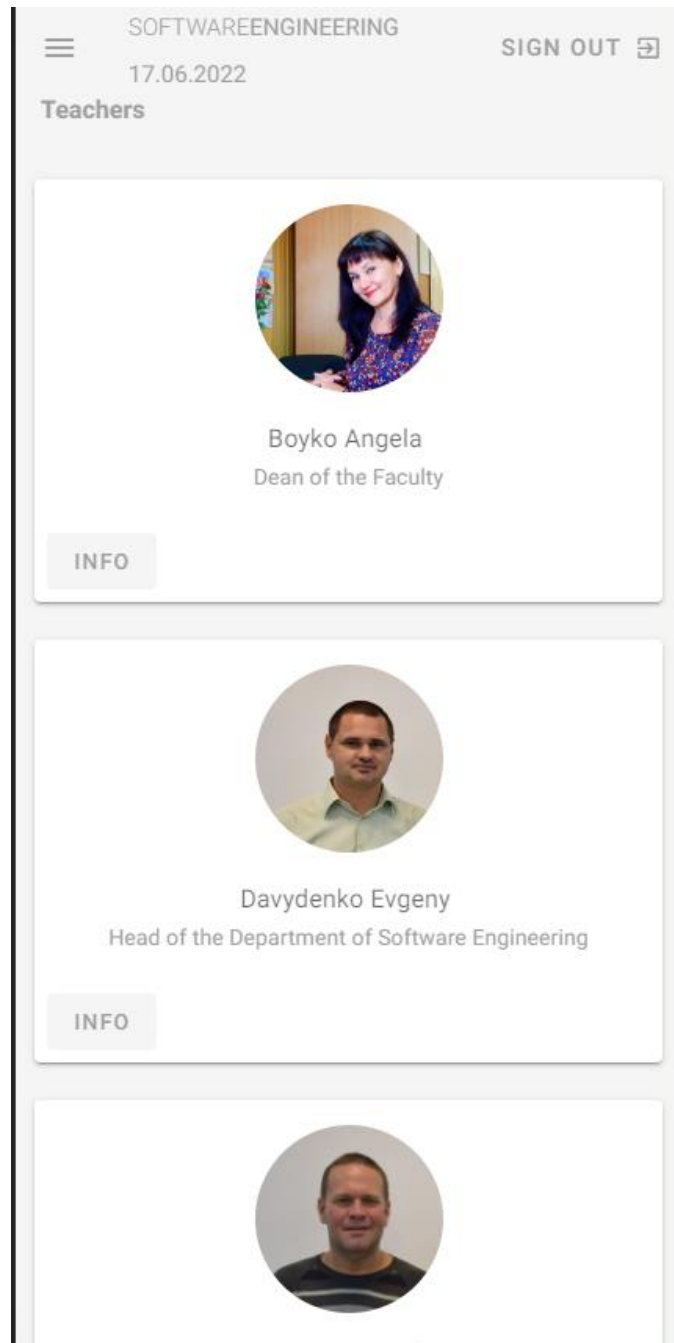 SOFTWAREENGINEERING
SIGN OUT
17.06.2022
Teachers
Boyko Angela
Dean of the Faculty
INFO
Davydenko Evgeny
Head of the Department of Software Engineering
INFO